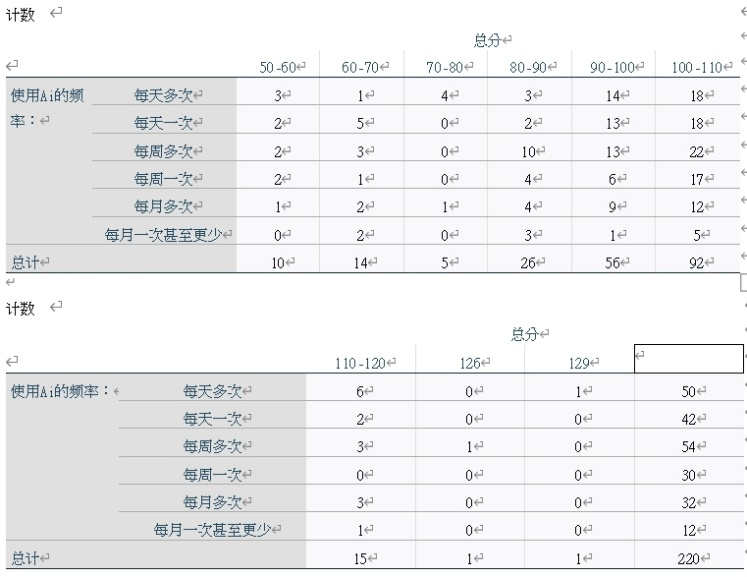 计数
总分
50-60 60-70 70-80 80-90 90-100 100-110
使用Ai的频率： 每天多次 3 1 4 3 14 18
每天一次 2 5 0 2 13 18
每周多次 2 3 0 10 13 22
每周一次 2 1 0 4 6 17
每月多次 1 2 1 4 9 12
每月一次甚至更少 0 2 0 3 1 5
总计 10 14 5 26 56 92
计数
总分
110-120 126 129
使用Ai的频率： 每天多次 6 0 1 50
每天一次 2 0 0 42
每周多次 3 1 0 54
每周一次 0 0 0 30
每月多次 3 0 0 32
每月一次甚至更少 1 0 0 12
总计 15 1 1 220